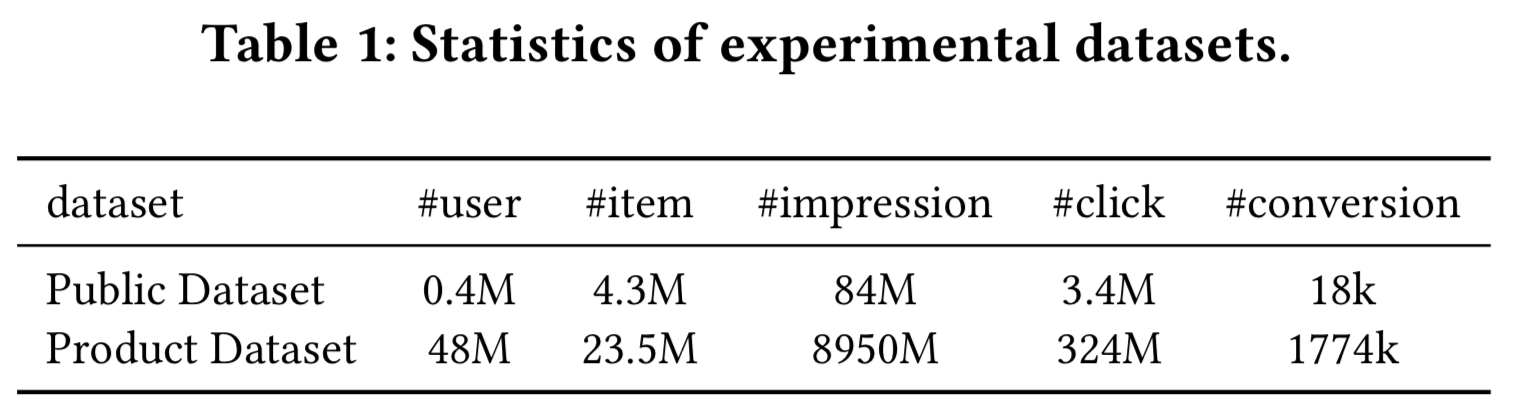 Table 1: Statistics of experimental datasets.
dataset #user #item #impression #click #conversion
Public Dataset 0.4M 4.3M 84M 3.4M 18k
Product Dataset 48M 23.5M 8950M 324M 1774k